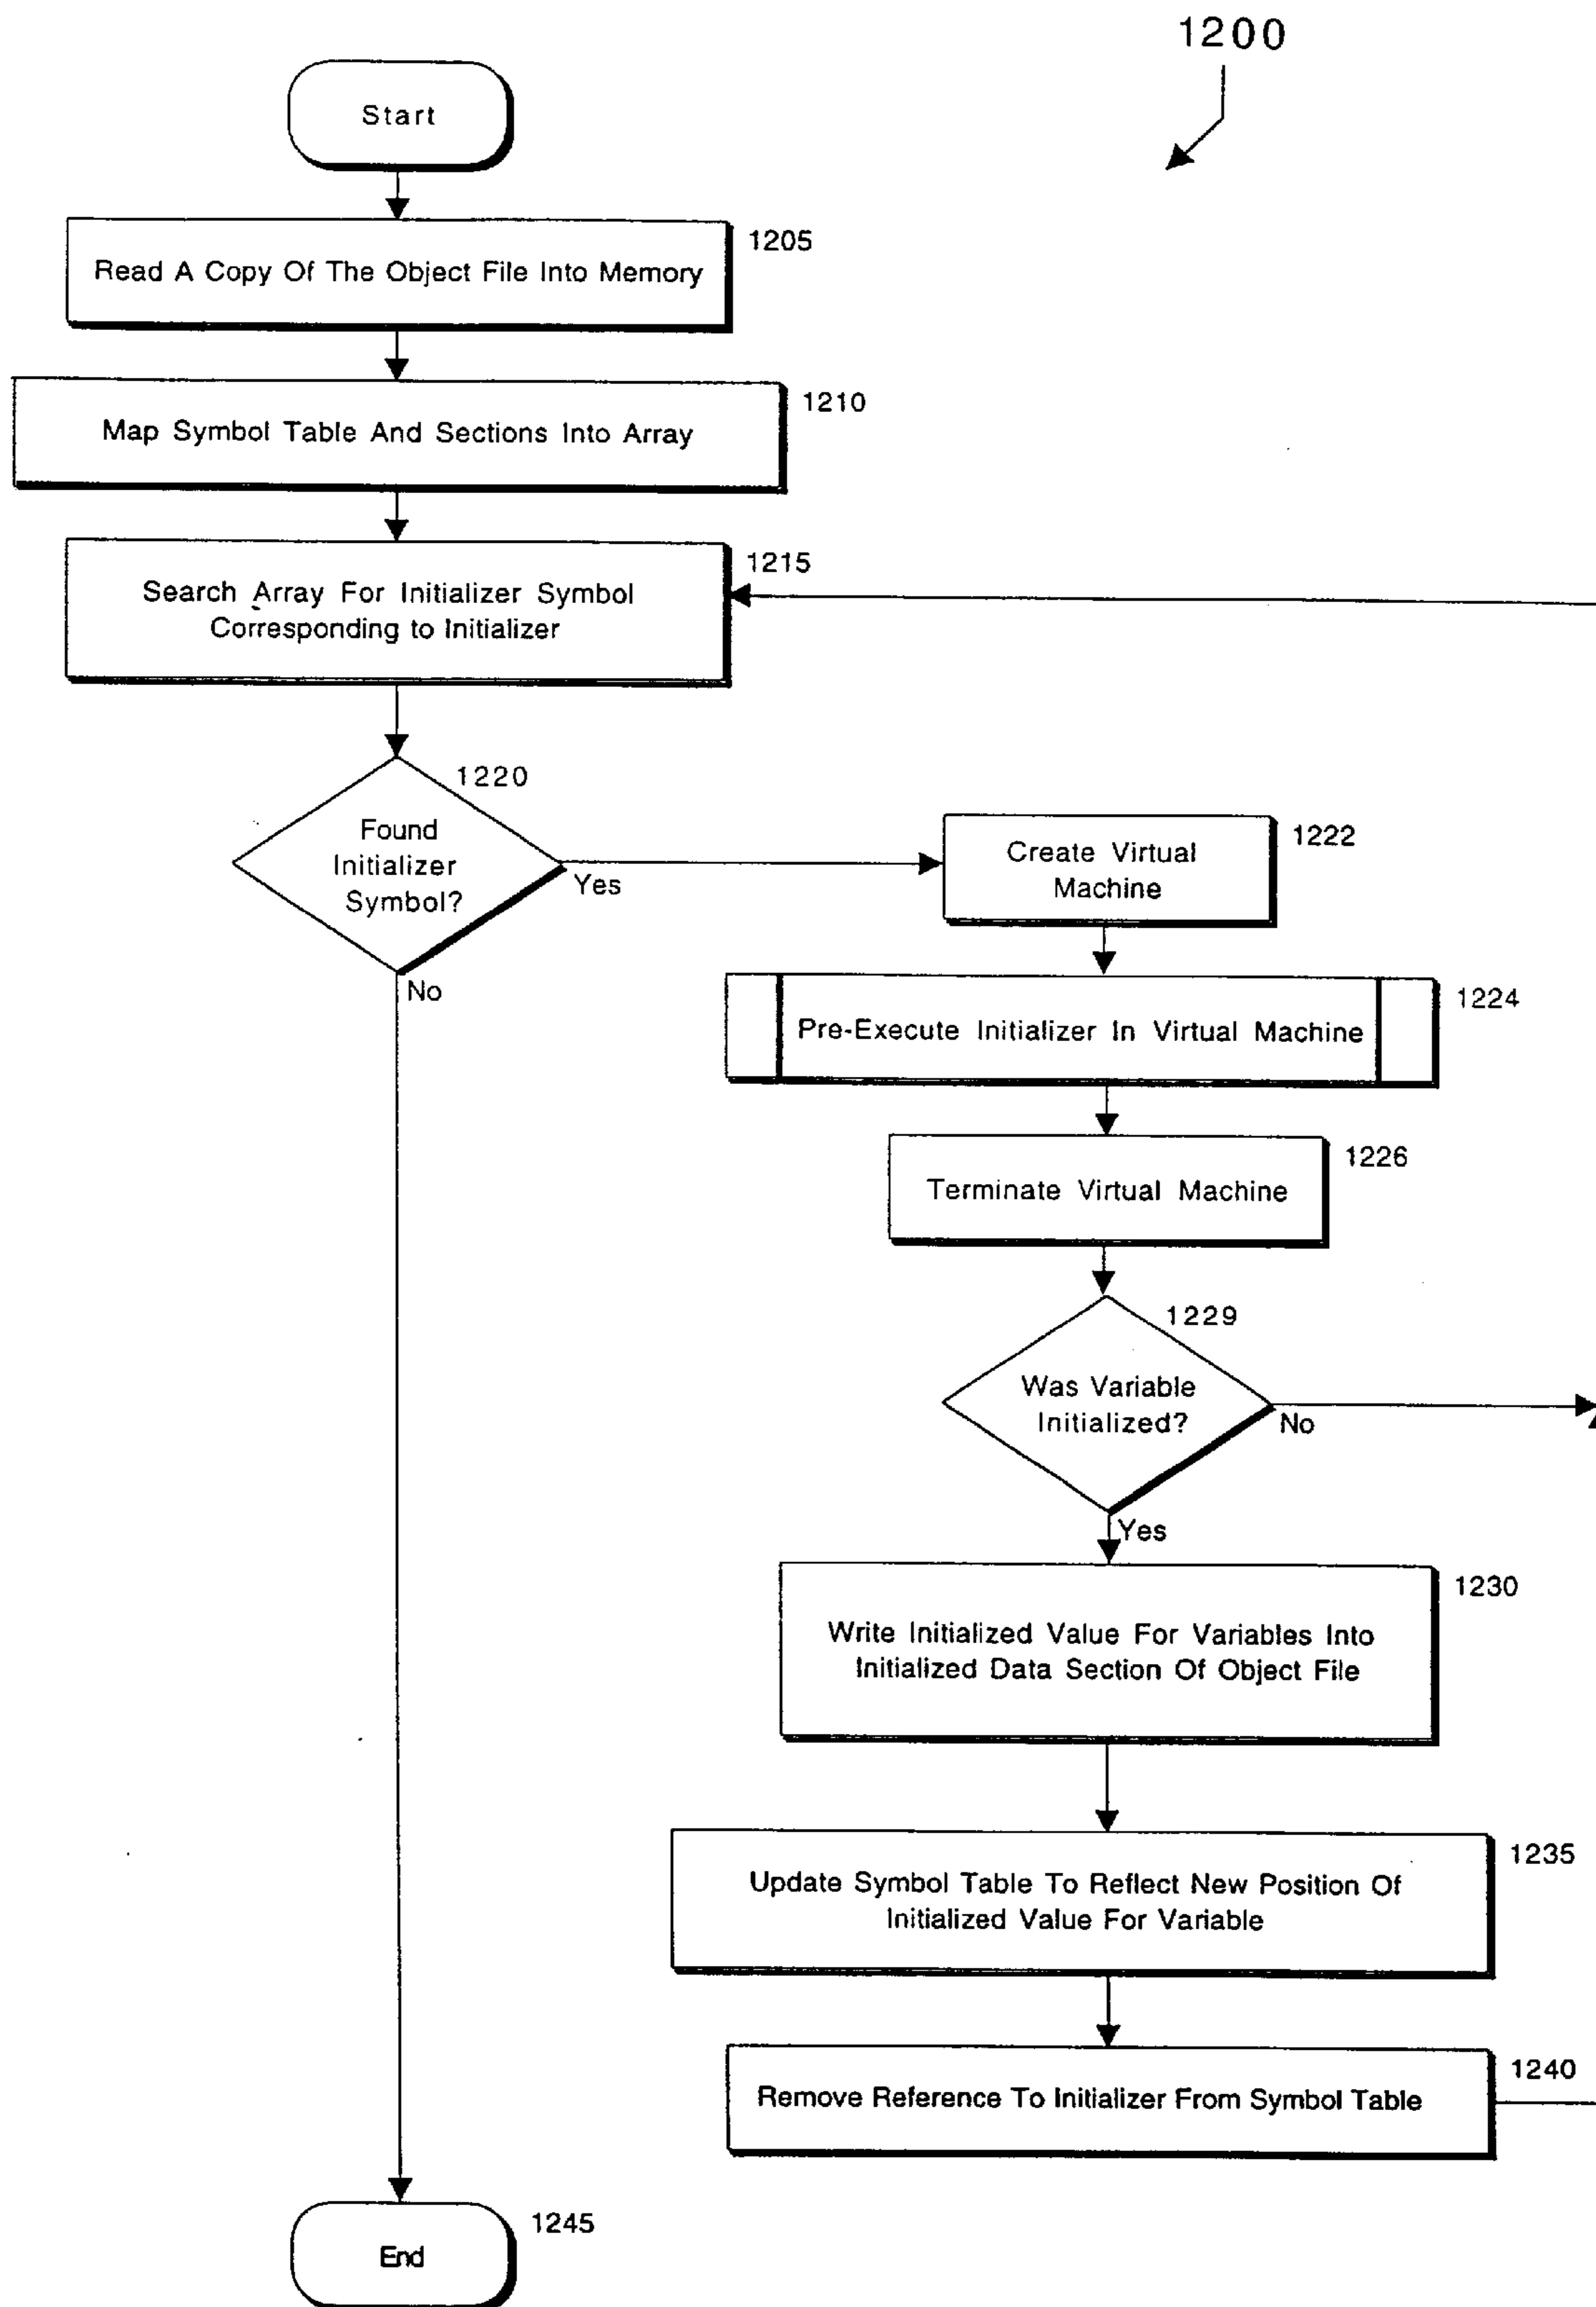 1200
Start
1205
Read A Copy Of The Object File Into Memory
1210
Map Symbol Table And Sections Into Array
1215
Search Array For Initializer Symbol
Corresponding to Initializer
1220
Found
Initializer
Symbol?
Yes
No
1222
Create Virtual
Machine
1224
Pre-Execute Initializer In Virtual Machine
1226
Terminate Virtual Machine
1229
Was Variable
Initialized?
No
Yes
1230
Write Initialized Value For Variables Into
Initialized Data Section Of Object File
1235
Update Symbol Table To Reflect New Position Of
Initialized Value For Variable
1240
Remove Reference To Initializer From Symbol Table
1245
End